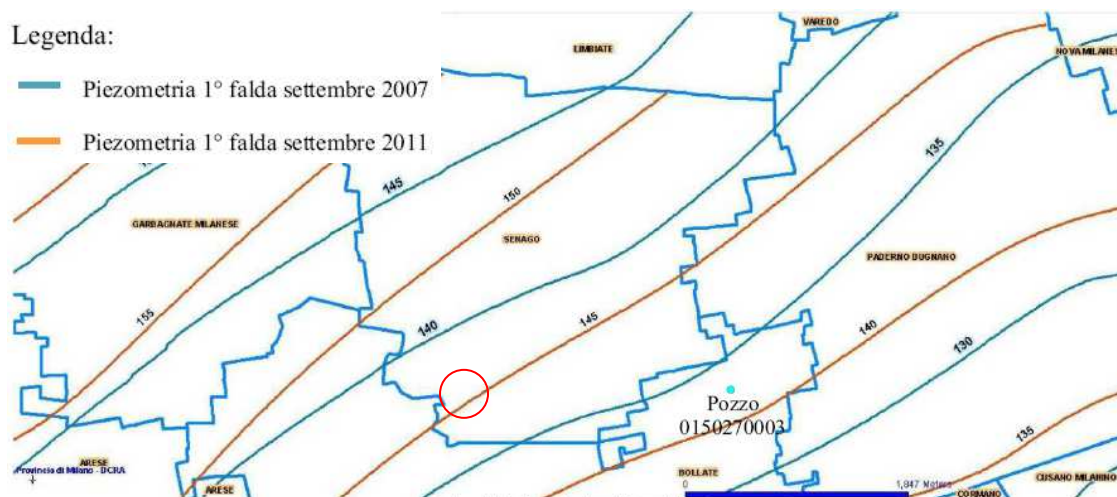 Legenda:
Piezometria 1° falda settembre 2007
Piezometria 1° falda settembre 2011
LIMBIATE
VAREDO
NOVA MILANESE
145
150
135
GARBAGNATE MILANESE
SENAGO
PADERNO DUGNANO
155
140
145
140
130
Pozzo
0150270003
135
ARESE
Provincia di Milano - DCRA
ARESE
BOLLATE
0
1,847 Meters
CORMANO
CUSANO MILANINO